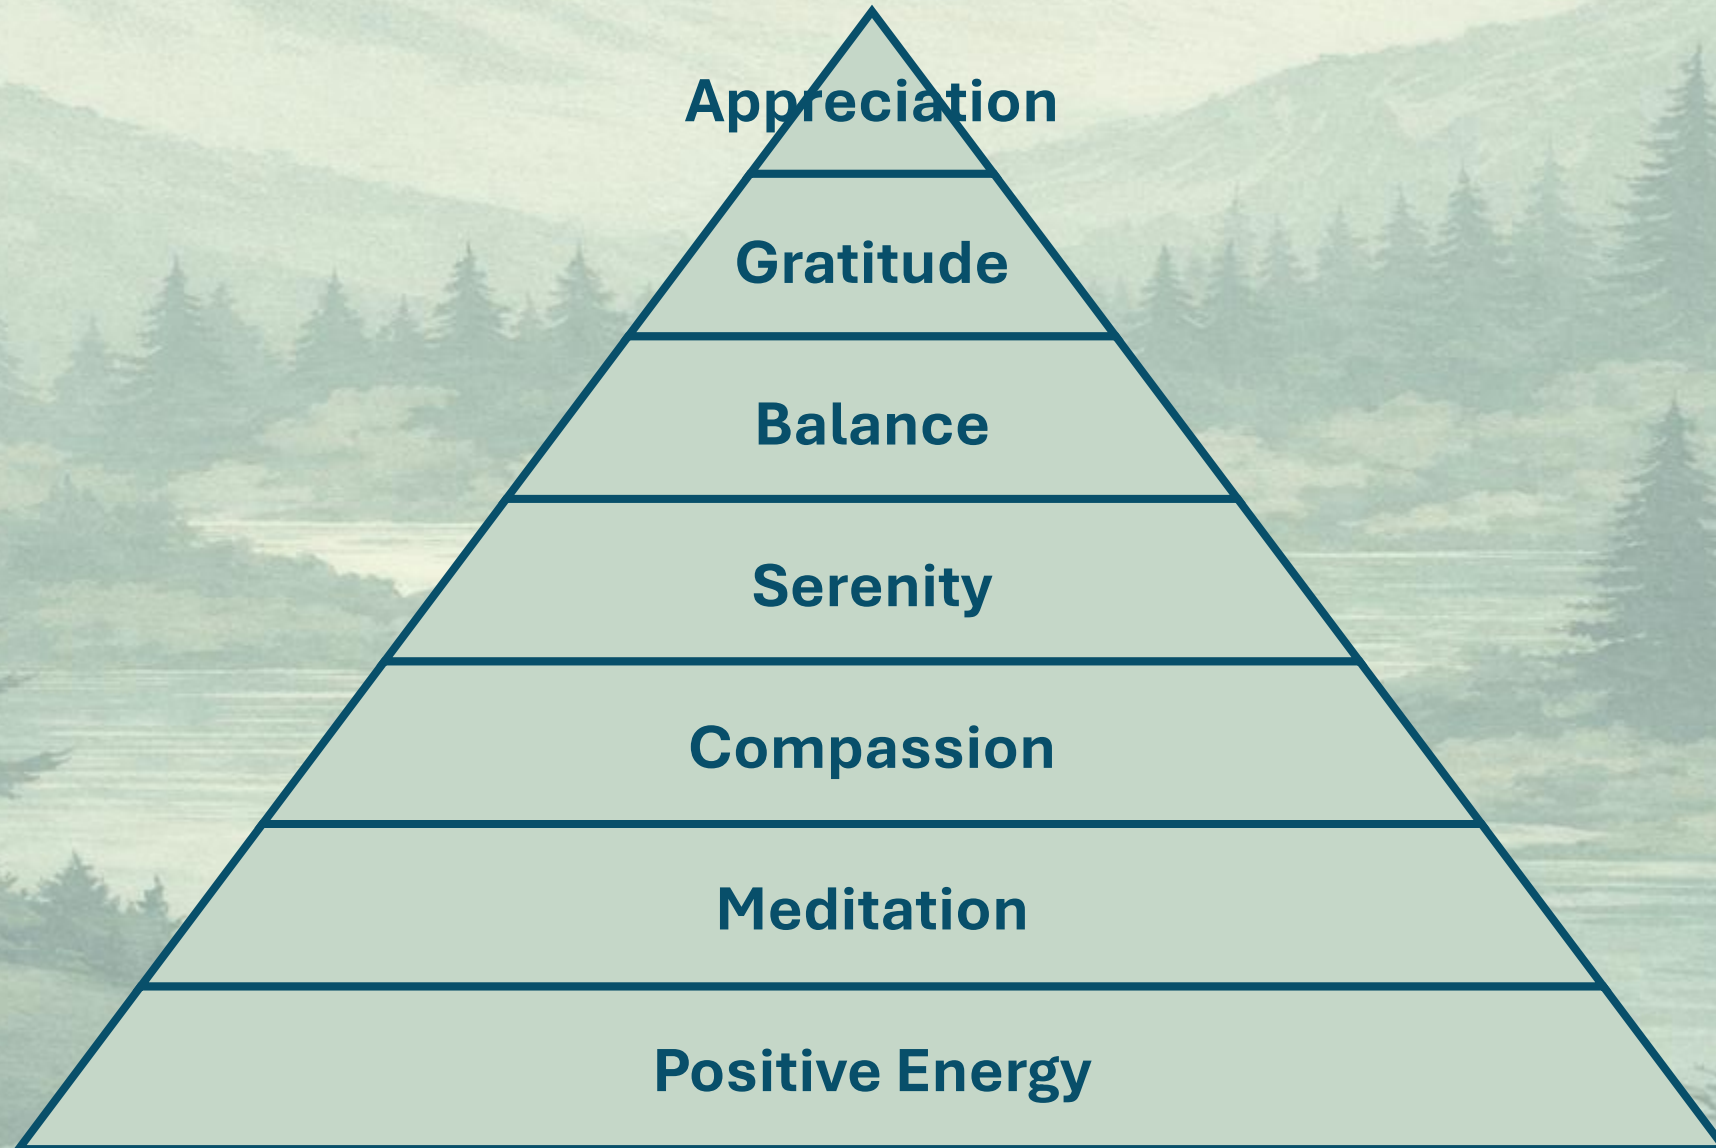 Appreciation
Gratitude
Balance
Serenity
Compassion
Meditation
Positive Energy